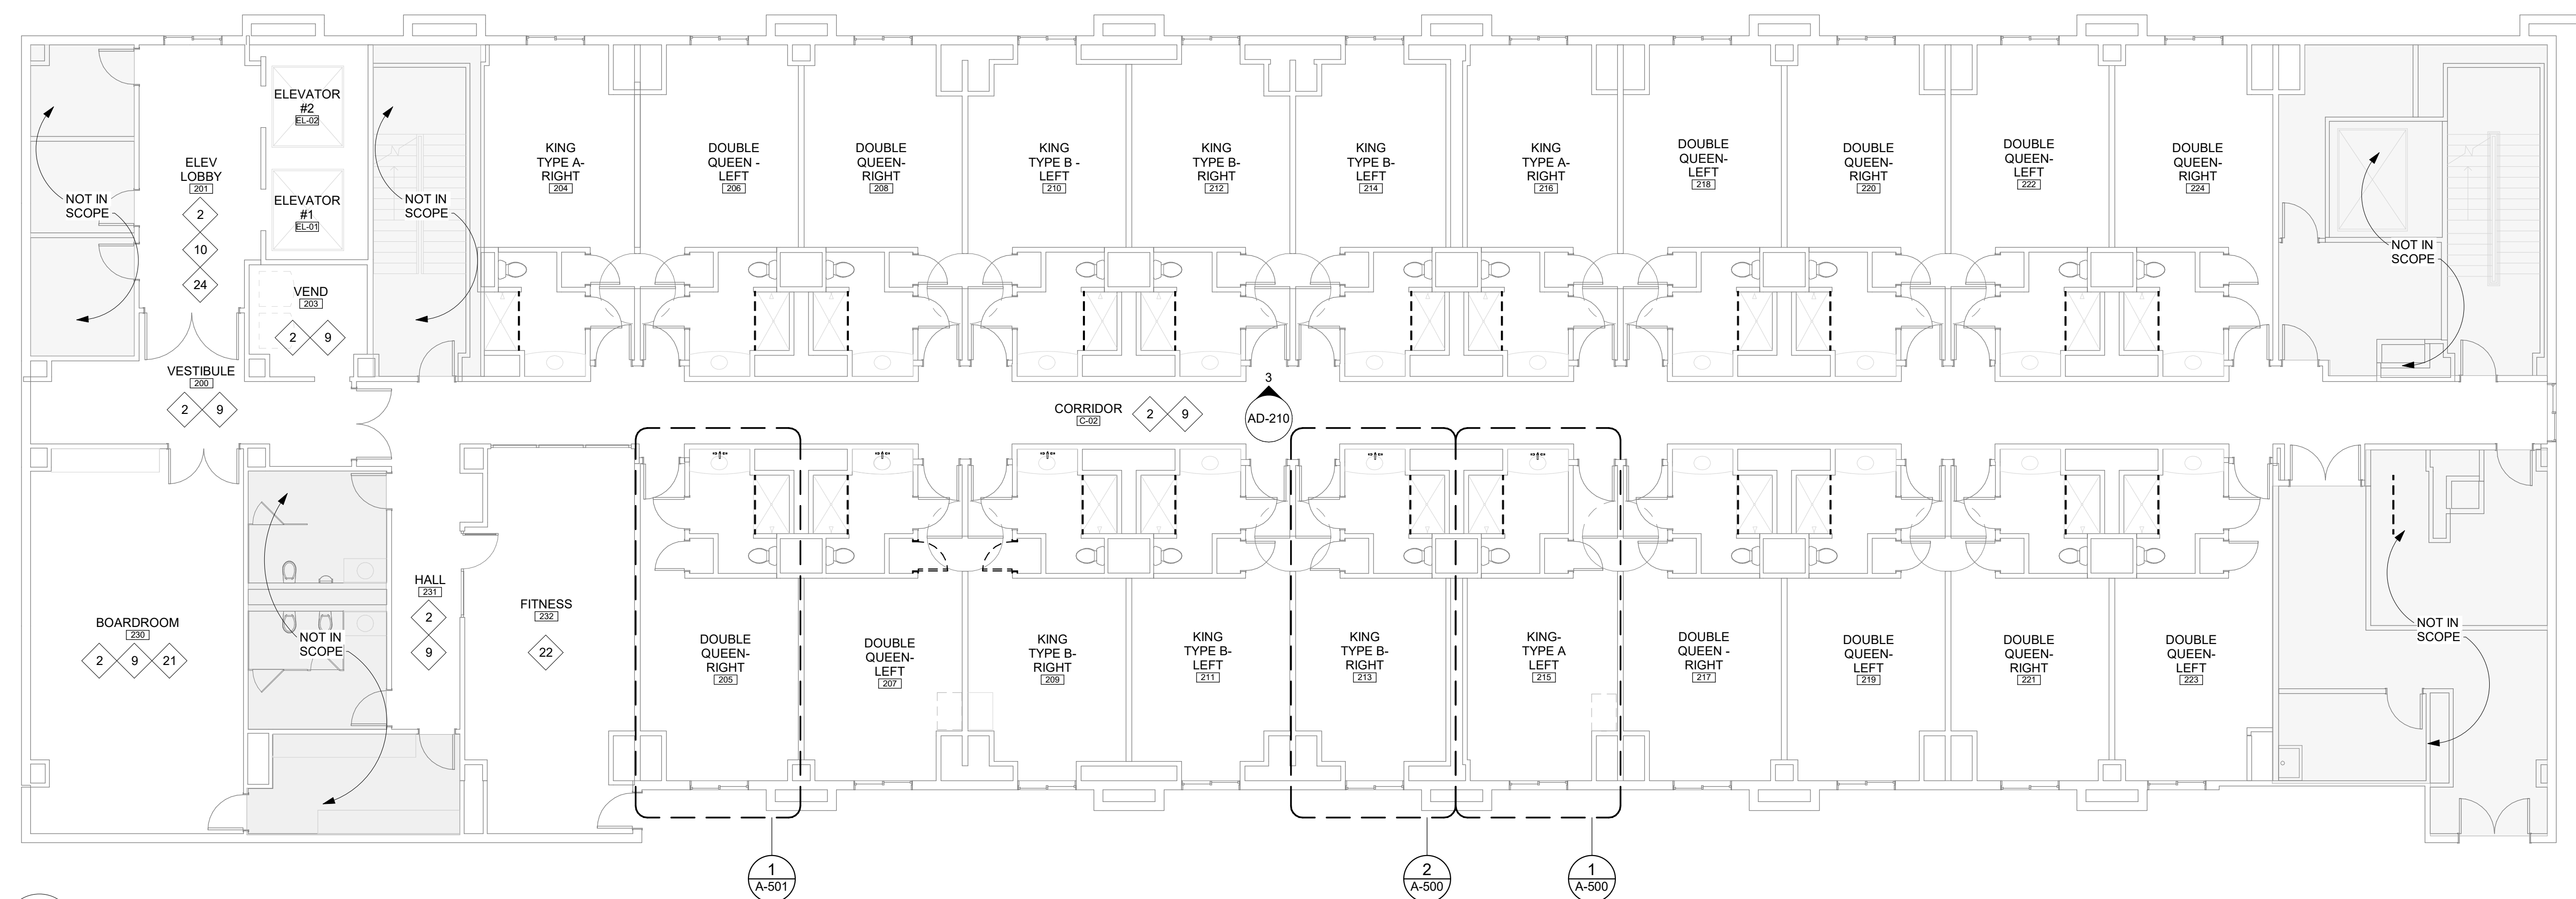 ELEVATOR
#2
EL-02
ELEV
LOBBY
201
2
10
24
ELEVATOR
#1
EL-01
NOT IN
SCOPE
NOT IN
SCOPE
VEND
203
2
9
VESTIBULE
200
2
9
KING
TYPE A-
RIGHT
204
DOUBLE
QUEEN -
LEFT
206
DOUBLE
QUEEN-
RIGHT
208
KING
TYPE B -
LEFT
210
KING
TYPE B-
RIGHT
212
KING
TYPE B-
LEFT
214
KING
TYPE A-
RIGHT
216
DOUBLE
QUEEN-
LEFT
218
DOUBLE
QUEEN-
RIGHT
220
DOUBLE
QUEEN-
LEFT
222
DOUBLE
QUEEN-
RIGHT
224
NOT IN
SCOPE
CORRIDOR
C-02
2
9
3
AD-210
BOARDROOM
230
2
9
21
NOT IN
SCOPE
HALL
231
2
9
FITNESS
232
22
DOUBLE
QUEEN-
RIGHT
205
DOUBLE
QUEEN-
LEFT
207
KING
TYPE B-
RIGHT
209
KING
TYPE B-
LEFT
211
KING
TYPE B-
RIGHT
213
KING-
TYPE A
LEFT
215
DOUBLE
QUEEN -
RIGHT
217
DOUBLE
QUEEN-
LEFT
219
DOUBLE
QUEEN-
RIGHT
221
DOUBLE
QUEEN-
LEFT
223
NOT IN
SCOPE
1
A-501
2
A-500
1
A-500